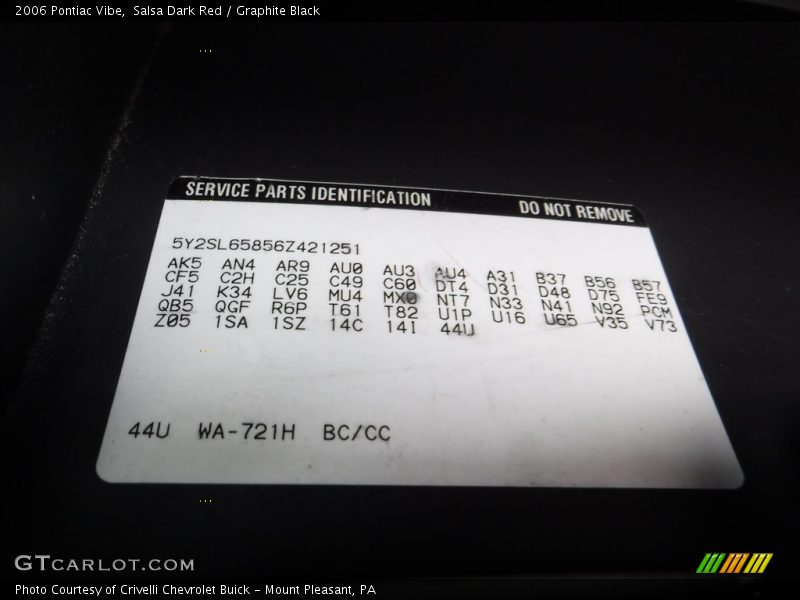 2006 Pontiac Vibe, Salsa Dark Red / Graphite Black
SERVICE PARTS IDENTIFICATION DO NOT REMOVE
5Y2SL65856Z421251
AK5 AN4 AR9 AU0 AU3 AU4 A31 B37 B56 B57
CF5 C2H C25 C49 C60 DT4 D31 D48 D75 FE9
J41 K34 LV6 MU4 MX0 NT7 N33 N41 N92 PCM
QB5 QGF R6P T61 T82 U1P U16 U65 V35 V73
Z05 1SA 1SZ 14C 14I 44U
44U WA-721H BC/CC
GTCARLOT.COM
Photo Courtesy of Crivelli Chevrolet Buick - Mount Pleasant, PA